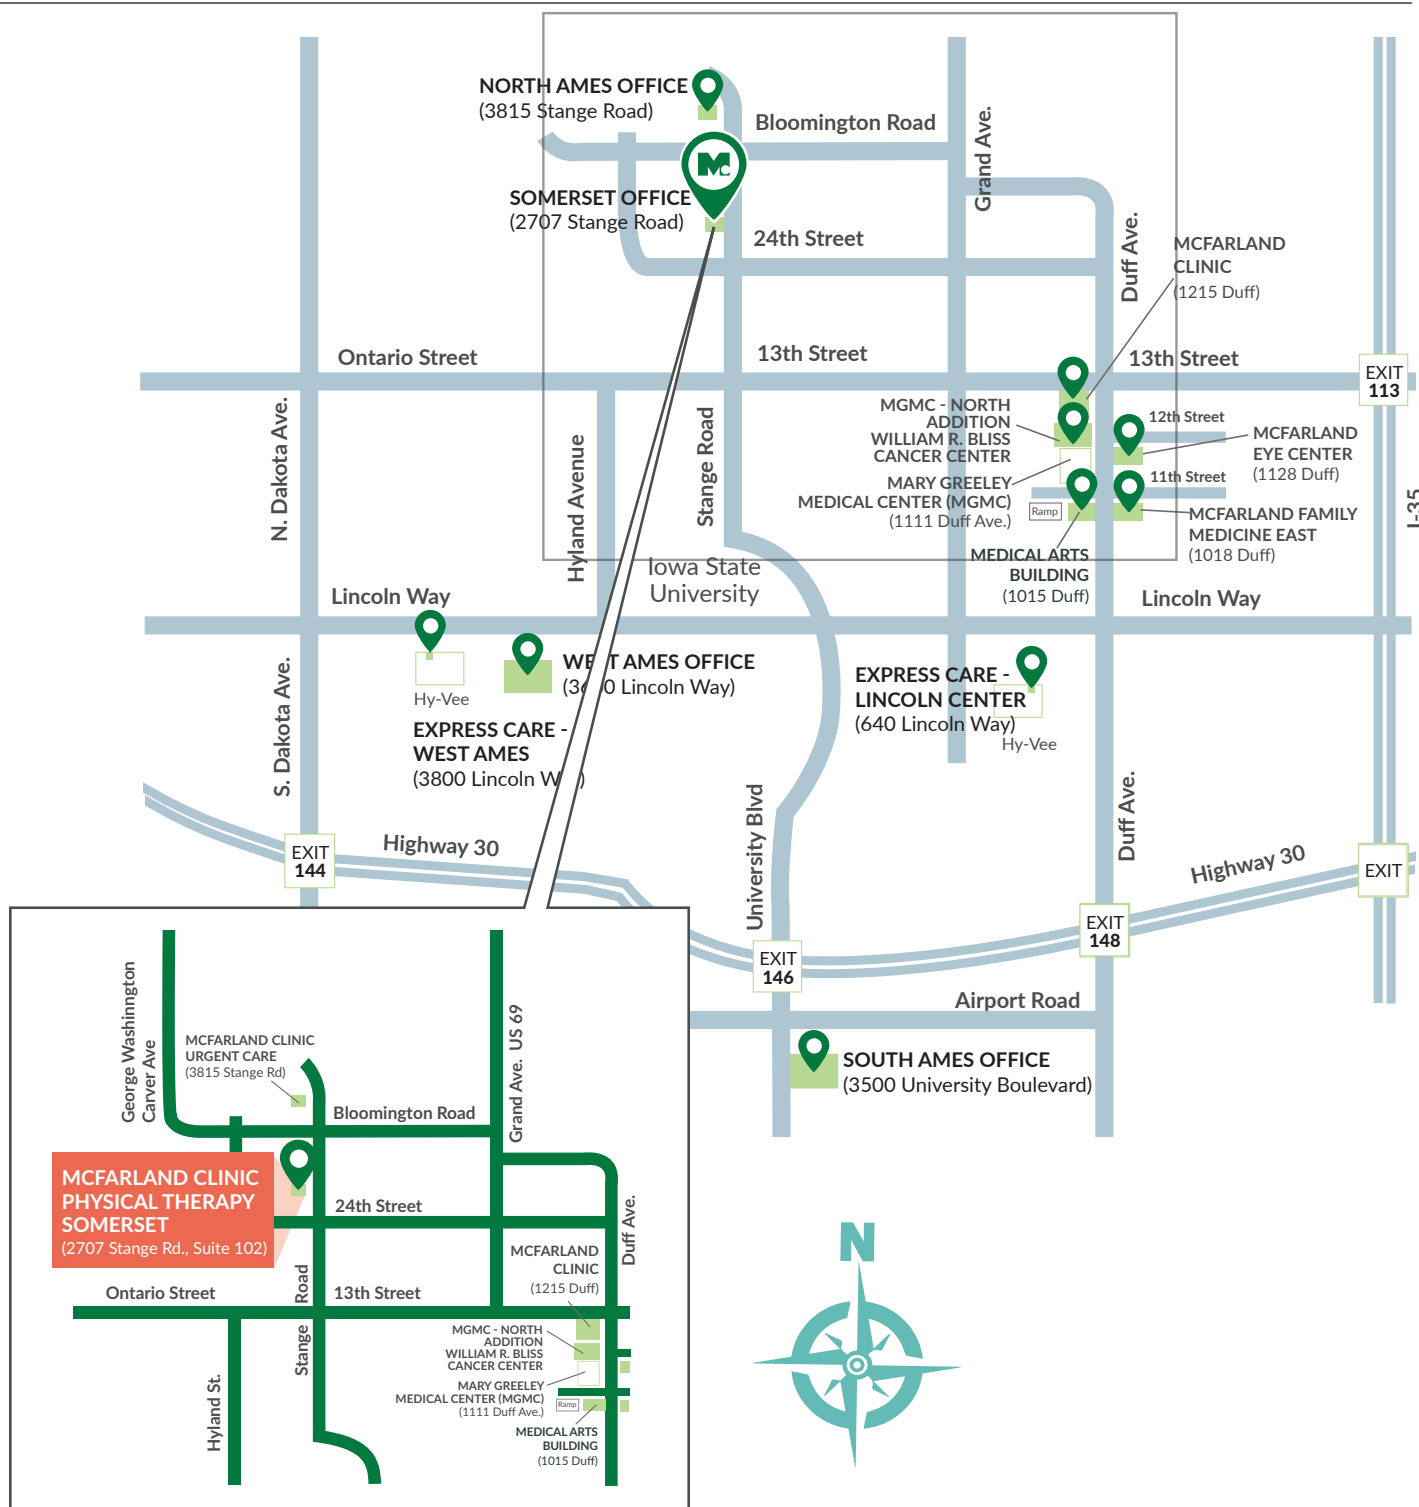 NORTH AMES OFFICE
(3815 Stange Road)
Bloomington Road
Grand Ave.
M.
SOMERSET OFFICE
(2707 Stange Road)
24th Street
Duff Ave.
MCFARLAND
CLINIC
(1215 Duff)
Ontario Street
13th Street
13th Street
EXIT
113
N. Dakota Ave.
Hyland Avenue
Stange Road
MGMC - NORTH
ADDITION
WILLIAM R. BLISS
CANCER CENTER
12th Street
MCFARLAND
EYE CENTER
(1128 Duff)
MARY GREELEY
MEDICAL CENTER (MGMC)
(1111 Duff Ave.)
11th Street
Ramp
MCFARLAND FAMILY
MEDICINE EAST
(1018 Duff)
I-35
MEDICAL ARTS
BUILDING
(1015 Duff)
Iowa State
University
Lincoln Way
Lincoln Way
S. Dakota Ave.
Hy-Vee
WE T AMES OFFICE
(3 0 Lincoln Way)
EXPRESS CARE -
WEST AMES
(3800 Lincoln W )
EXPRESS CARE -
LINCOLN CENTER
(640 Lincoln Way)
Hy-Vee
University Blvd
Duff Ave.
Highway 30
Highway 30
EXIT
144
EXIT
EXIT
148
EXIT
146
Airport Road
SOUTH AMES OFFICE
(3500 University Boulevard)
George Washinngton
Carver Ave
Grand Ave. US 69
MCFARLAND CLINIC
URGENT CARE
(3815 Stange Rd)
Bloomington Road
MCFARLAND CLINIC
PHYSICAL THERAPY
SOMERSET
(2707 Stange Rd., Suite 102)
24th Street
Duff Ave.
MCFARLAND
CLINIC
(1215 Duff)
Ontario Street
Stange Road
13th Street
MGMC - NORTH
ADDITION
WILLIAM R. BLISS
CANCER CENTER
MARY GREELEY
MEDICAL CENTER (MGMC)
(1111 Duff Ave.)
Ramp
Hyland St.
MEDICAL ARTS
BUILDING
(1015 Duff)
N